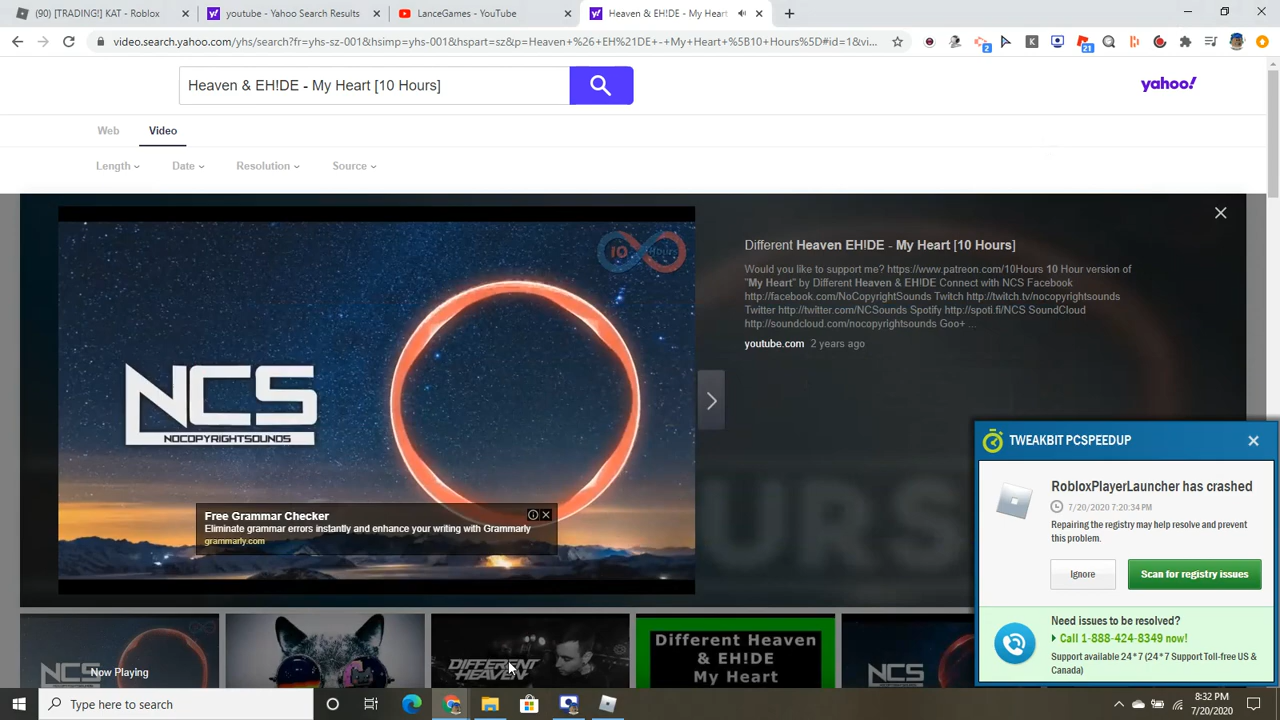 (90) [TRADING!] KAT - Roblox
youtube - Yahoo Search Results
LanceGames - YouTube
Heaven & EH!DE - My Heart
video.search.yahoo.com/yhs/search?fr=yhs-sz-001&hsimp=yhs-001&hspart=sz&p=Heaven+%26+EH%21DE+-+My+Heart+%5B10+Hours%5D#id=1&vi...
2
K
21
Heaven & EH!DE - My Heart [10 Hours]
yahoo!
Web
Video
Length
Date
Resolution
Source
10 Hours
NCS
NOCOPYRIGHTSOUNDS
Free Grammar Checker
Eliminate grammar errors instantly and enhance your writing with Grammarly
grammarly.com
Different Heaven EH!DE - My Heart [10 Hours]
Would you like to support me? https://www.patreon.com/10Hours 10 Hour version of
"My Heart" by Different Heaven & EH!DE Connect with NCS Facebook
http://facebook.com/NoCopyrightSounds Twitch http://twitch.tv/nocopyrightsounds
Twitter http://twitter.com/NCSounds Spotify http://spoti.fi/NCS SoundCloud
http://soundcloud.com/nocopyrightsounds Goo+ ...
youtube.com 2 years ago
OURS
TWEAKBIT PCSPEEDUP
RobloxPlayerLauncher has crashed
7/20/2020 7:20:34 PM
Repairing the registry may help resolve and prevent
this problem.
Ignore
Scan for registry issues
Need issues to be resolved?
Call 1-888-424-8349 now!
Support available 24*7 (24*7 Support Toll-free US &
Canada)
NCS
Now Playing
DIFFERENT
HEAVEN
Different Heaven
& EH!DE
My Heart
NCS
Type here to search
8:32 PM
7/20/2020